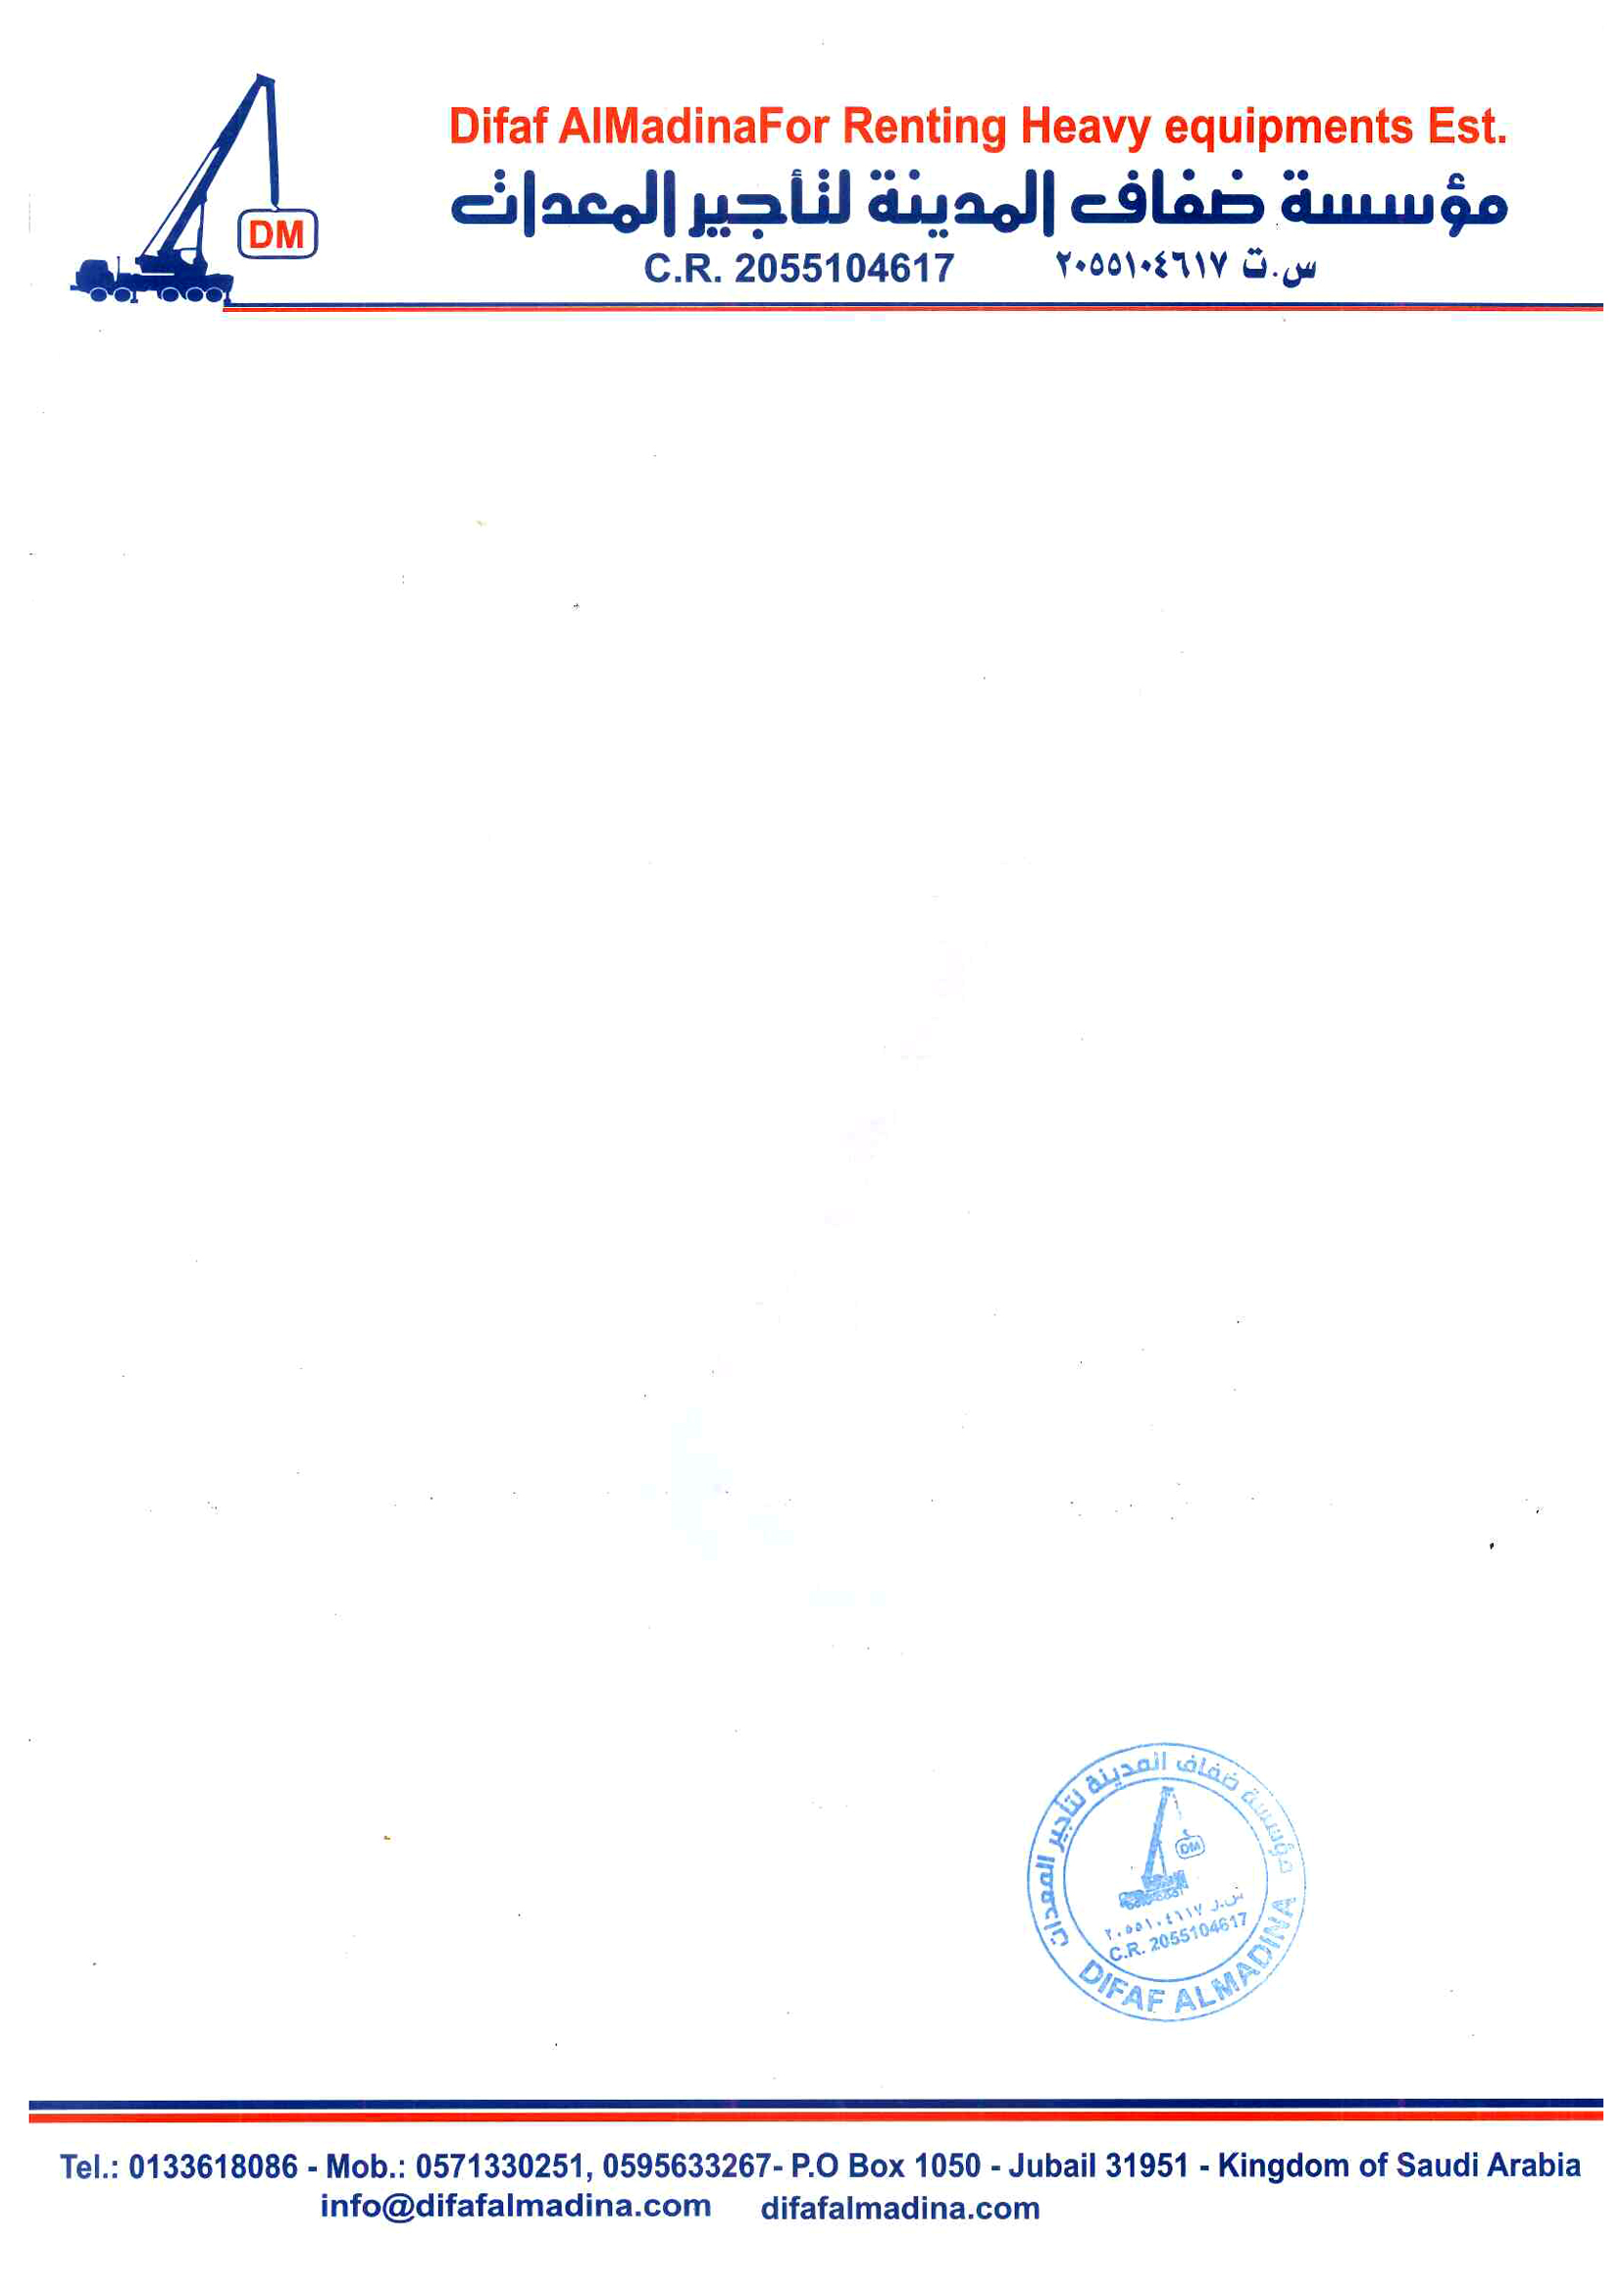 Difaf AlMadinaFor Renting Heavy equipments Est.
مؤسسة ضفاف المدينة لتأجير المعدات
C.R. 2055104617 س.ت ٢٠٥٥١٠٤٦١٧
DM
مؤسسة ضفاف المدينة لتأجير المعدات
DM
س.ت ٢٠٥٥١٠٤٦١٧
C.R. 2055104617
DIFAF ALMADINA
Tel.: 0133618086 - Mob.: 0571330251, 0595633267- P.O Box 1050 - Jubail 31951 - Kingdom of Saudi Arabia
info@difafalmadina.com difafalmadina.com